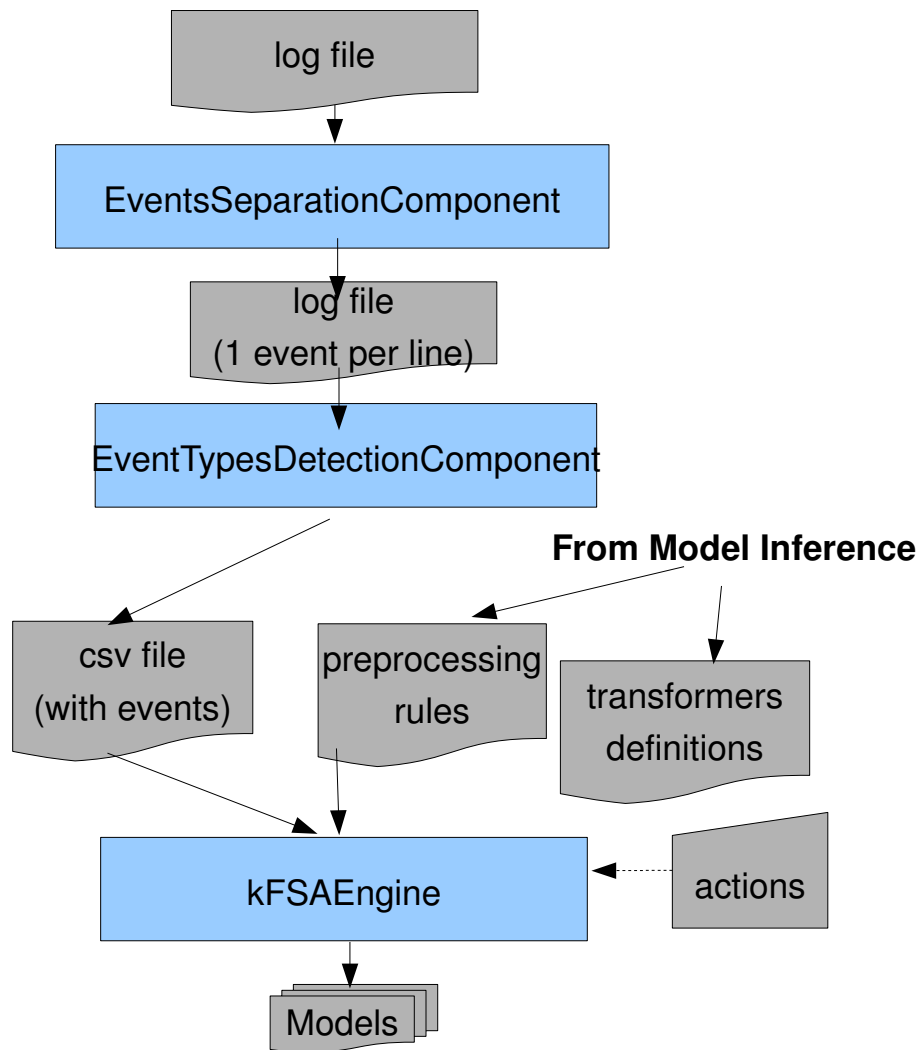 log file
EventsSeparationComponent
log file
(1 event per line)
EventTypesDetectionComponent
From Model Inference
csv file
(with events)
preprocessing
rules
transformers
definitions
kFSAEngine
actions
Models